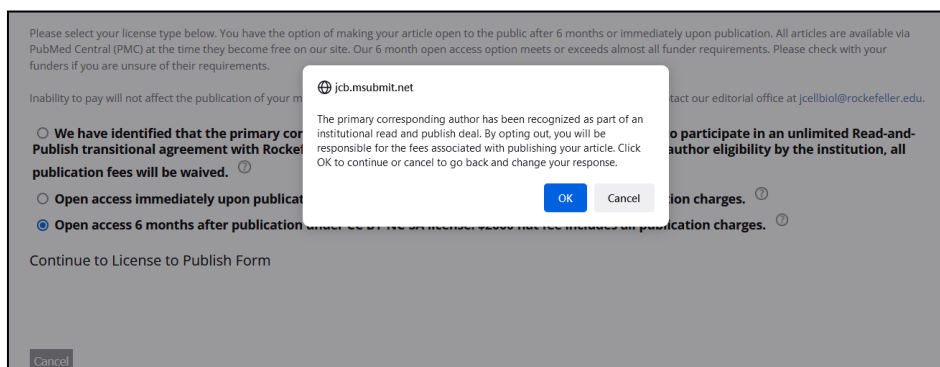 Please select your license type below. You have the option of making your article open to the public after 6 months or immediately upon publication. All articles are available via
PubMed Central (PMC) at the time they become free on our site. Our 6 month open access option meets or exceeds almost all funder requirements. Please check with your
funders if you are unsure of their requirements.
Inability to pay will not affect the publication of your m
tact our editorial office at jcellbiol@rockefeller.edu.
jcb.msubmit.net
The primary corresponding author has been recognized as part of an
institutional read and publish deal. By opting out, you will be
responsible for the fees associated with publishing your article. Click
OK to continue or cancel to go back and change your response.
OK Cancel
We have identified that the primary cor
o participate in an unlimited Read-and-
Publish transitional agreement with Rockef
author eligibility by the institution, all
publication fees will be waived. ?
Open access immediately upon publicat
ion charges. ?
Open access 6 months after publication under CC BY-NC-SA license. $2000 flat fee includes all publication charges. ?
Continue to License to Publish Form
Cancel